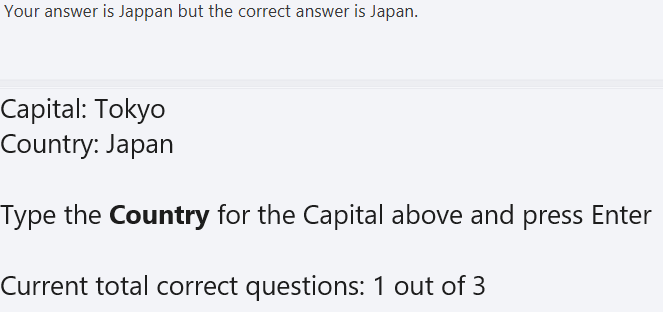 Your answer is Jappan but the correct answer is Japan.
Capital: Tokyo
Country: Japan
Type the Country for the Capital above and press Enter
Current total correct questions: 1 out of 3